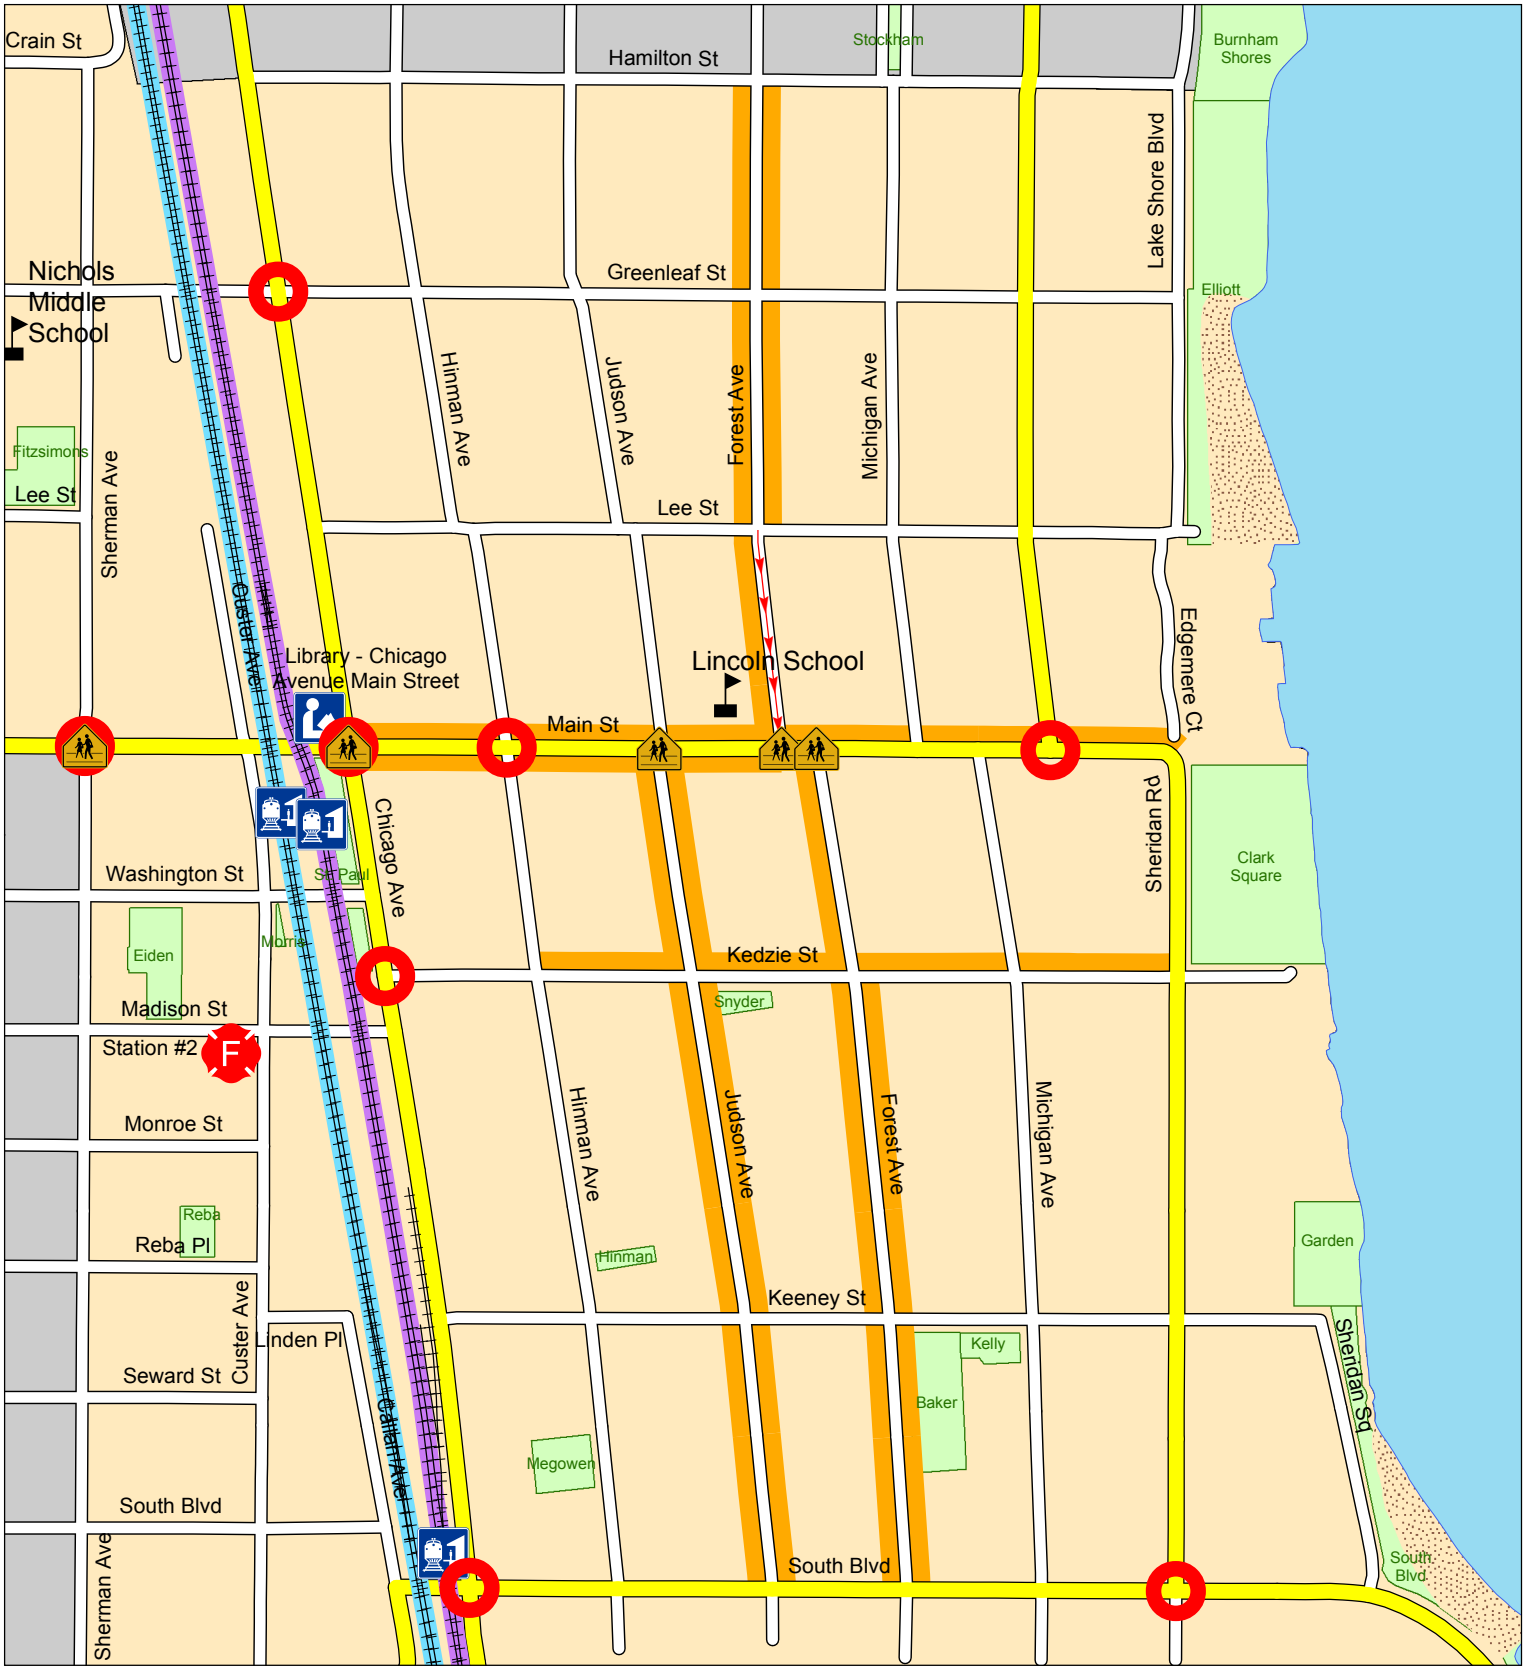 Crain St
Stockham
Burnham
Shores
Hamilton St
Lake Shore Blvd
Nichols
Middle
School
Greenleaf St
Elliott
Hinman Ave
Judson Ave
Forest Ave
Michigan Ave
Fitzsimons
Lee St
Sherman Ave
Lee St
Custer Ave
Library - Chicago
Avenue Main Street
Lincoln School
Edgemere Ct
Main St
Chicago Ave
Sheridan Rd
Washington St
St. Paul
Clark
Square
Eiden
Morris
Kedzie St
Madison St
Snyder
Station #2
F
Monroe St
Hinman Ave
Judson Ave
Forest Ave
Michigan Ave
Reba
Reba Pl
Hinman
Garden
Custer Ave
Keeney St
Linden Pl
Kelly
Sheridan Sq
Seward St
Baker
Callan Ave
Megowen
South Blvd
South Blvd
South
Blvd
Sherman Ave